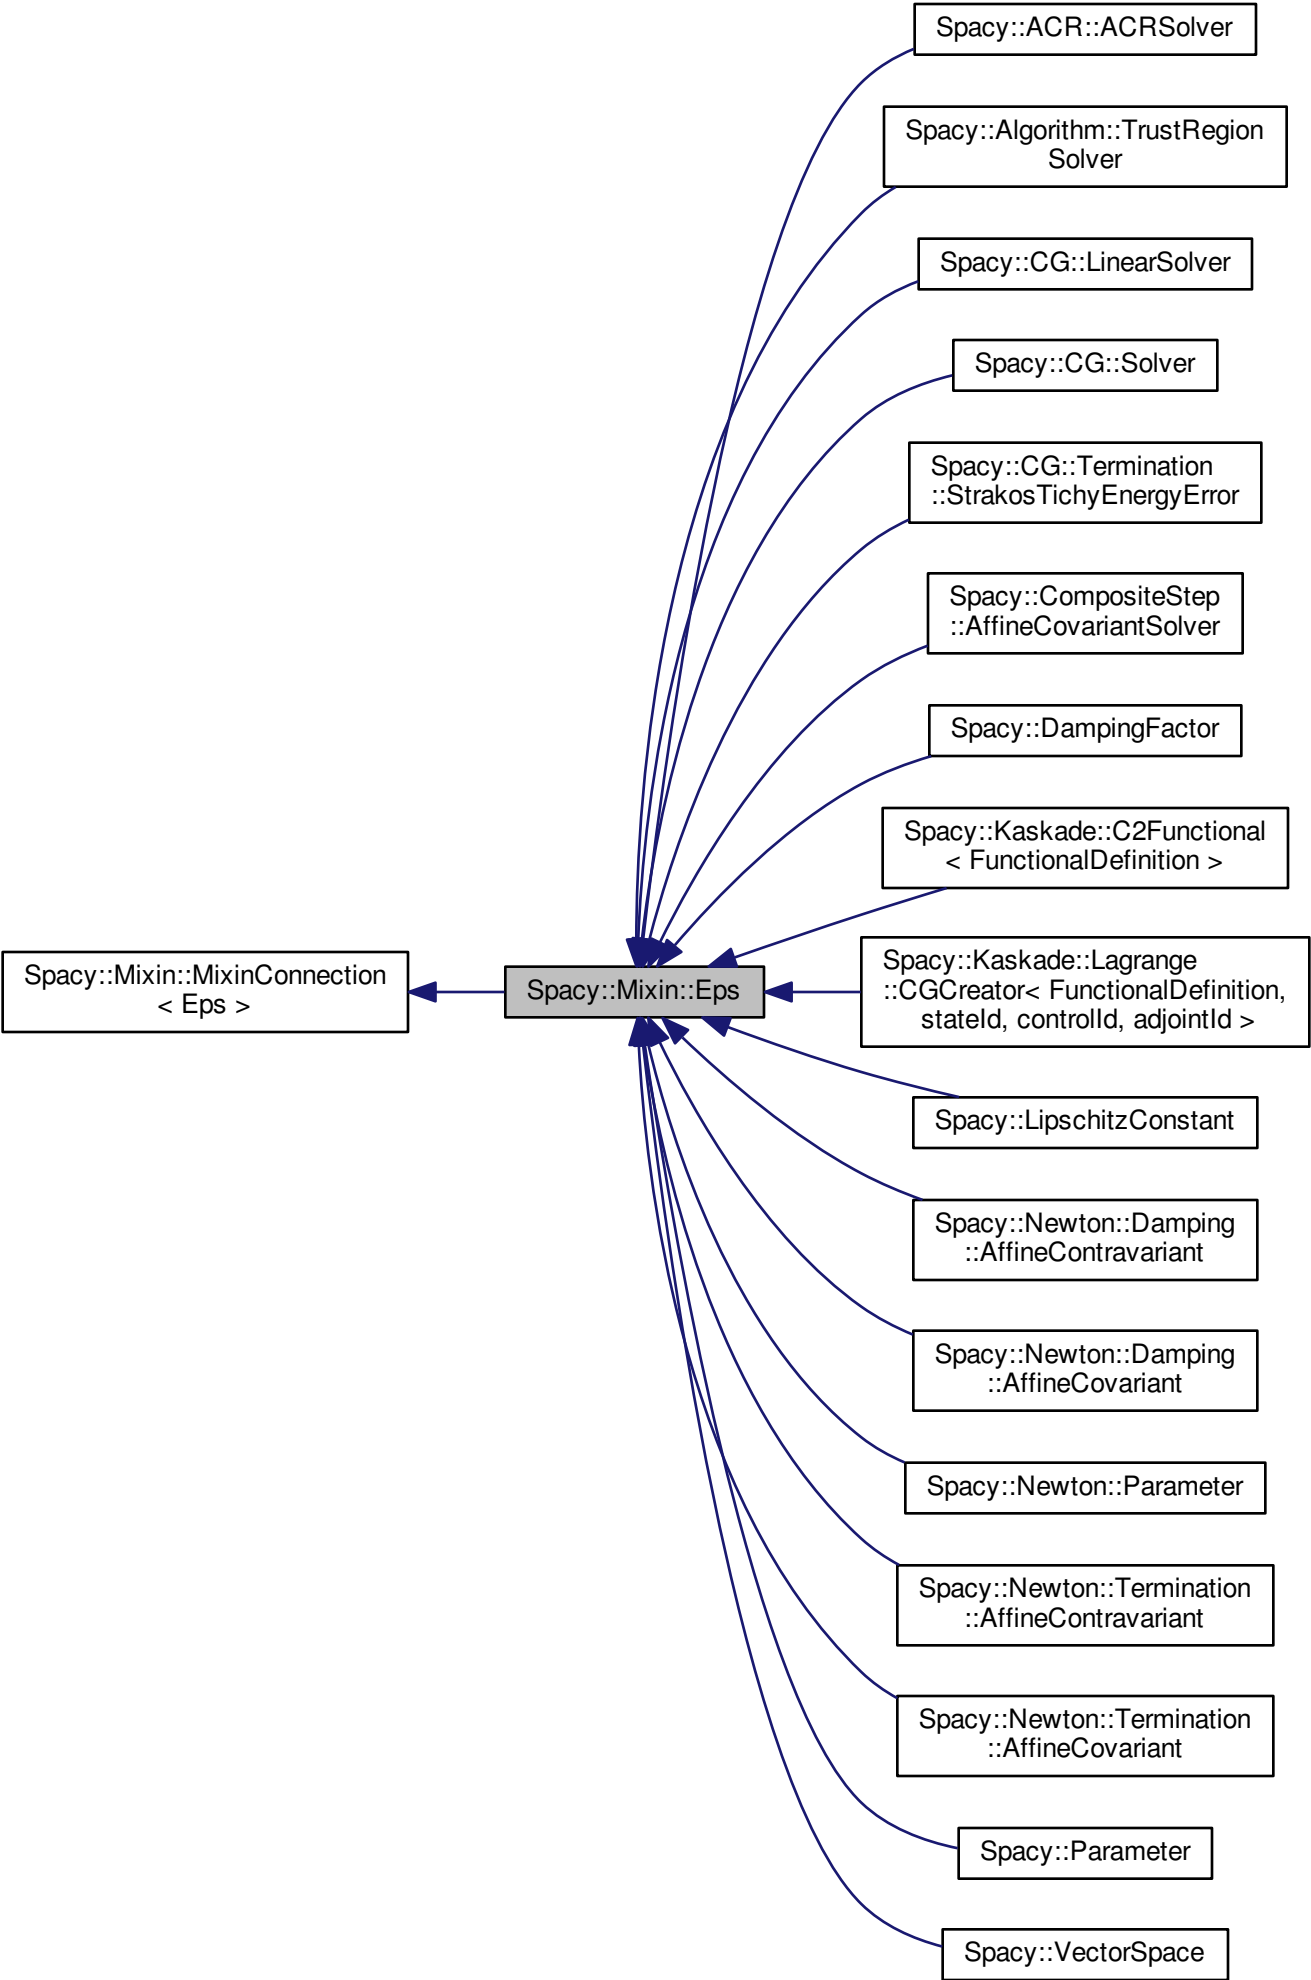 Spacy::ACR::ACRSolver
Spacy::Algorithm::TrustRegion
Solver
Spacy::CG::LinearSolver
Spacy::CG::Solver
Spacy::CG::Termination
::StrakosTichyEnergyError
Spacy::CompositeStep
::AffineCovariantSolver
Spacy::DampingFactor
Spacy::Kaskade::C2Functional
< FunctionalDefinition >
Spacy::Mixin::MixinConnection
< Eps >
Spacy::Mixin::Eps
Spacy::Kaskade::Lagrange
::CGCreator< FunctionalDefinition,
stateId, controlId, adjointId >
Spacy::LipschitzConstant
Spacy::Newton::Damping
::AffineContravariant
Spacy::Newton::Damping
::AffineCovariant
Spacy::Newton::Parameter
Spacy::Newton::Termination
::AffineContravariant
Spacy::Newton::Termination
::AffineCovariant
Spacy::Parameter
Spacy::VectorSpace